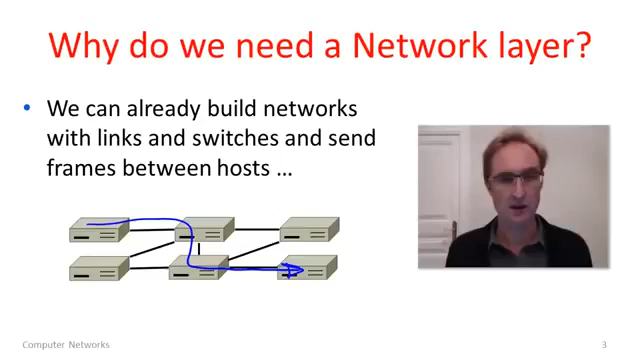 Why do we need a Network layer?
• We can already build networks
with links and switches and send
frames between hosts …
Computer Networks
3